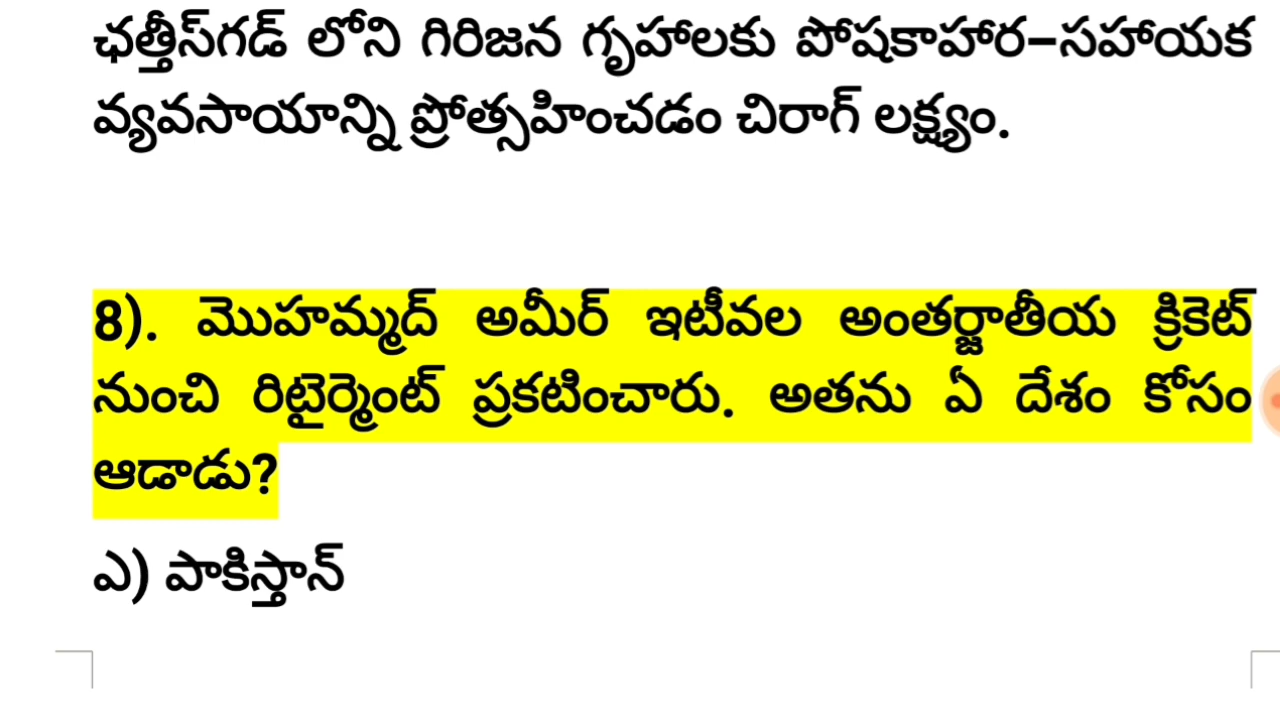 ఛత్తీస్‌గడ్ లోని గిరిజన గృహాలకు పోషకాహార–సహాయక
వ్యవసాయాన్ని ప్రోత్సహించడం చిరాగ్ లక్ష్యం.
8). మొహమ్మద్ అమీర్ ఇటీవల అంతర్జాతీయ క్రికెట్
నుంచి రిటైర్మెంట్ ప్రకటించారు. అతను ఏ దేశం కోసం
ఆడాడు?
ఎ) పాకిస్తాన్